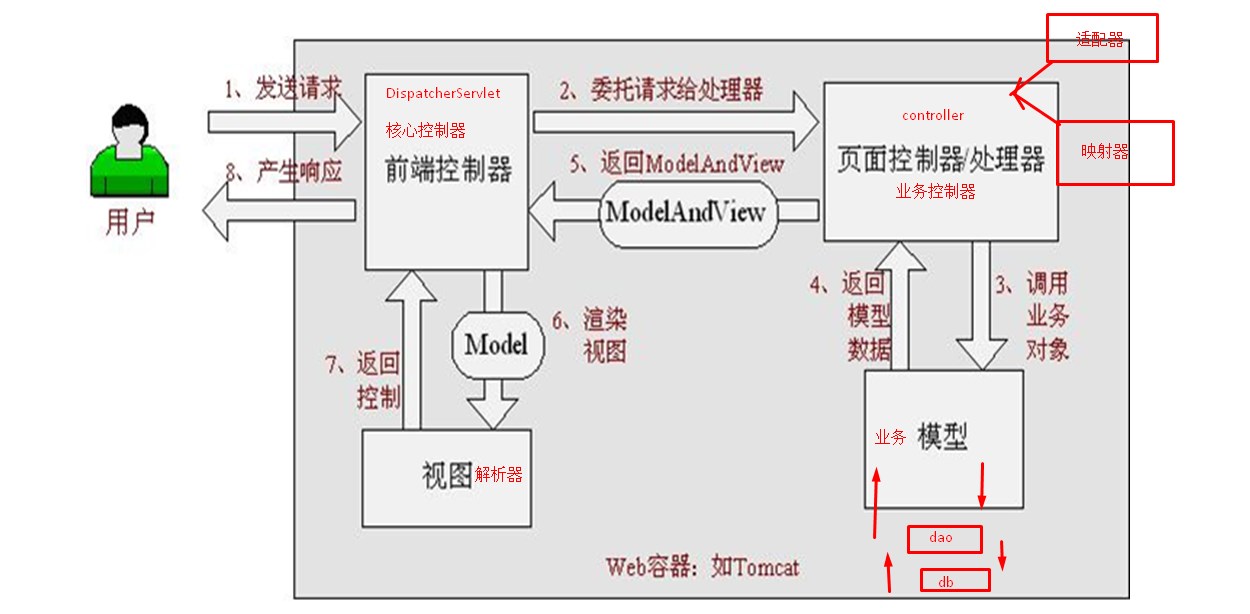 适配器
1、发送请求
DispatcherServlet
核心控制器
前端控制器
2、委托请求给处理器
controller
页面控制器/处理器
业务控制器
映射器
5、返回ModelAndView
ModelAndView
8、产生响应
用户
4、返回
模型
数据
3、调用
业务
对象
6、渲染
视图
Model
7、返回
控制
业务 模型
视图解析器
dao
Web容器：如Tomcat
db